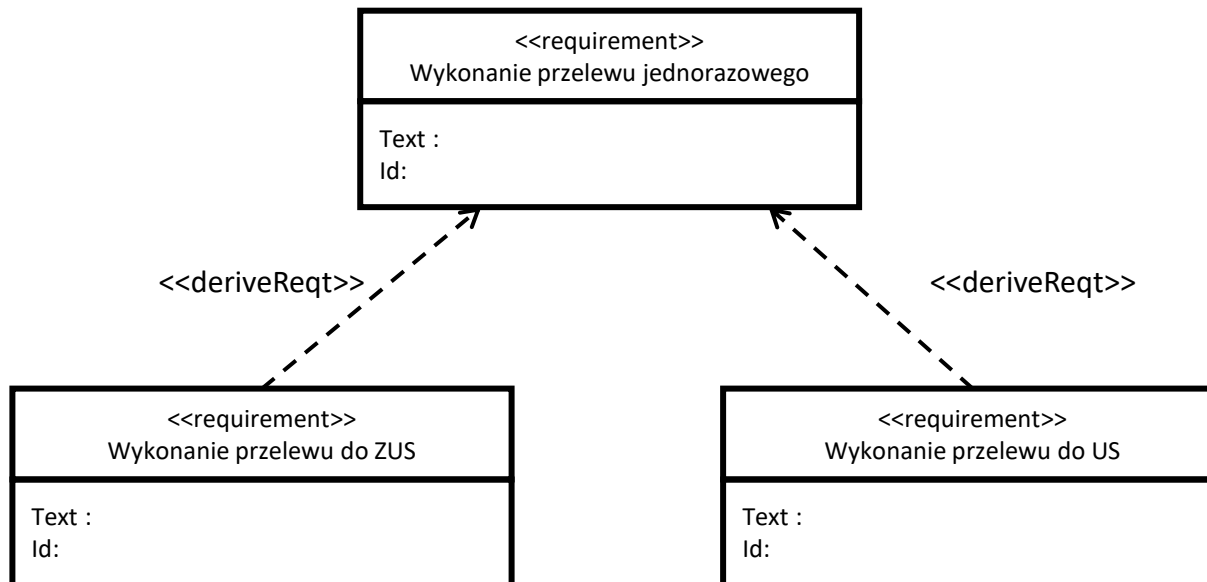 <<requirement>>
Wykonanie przelewu jednorazowego
Text :
Id:
<<deriveReqt>>
<<deriveReqt>>
<<requirement>>
Wykonanie przelewu do ZUS
Text :
Id:
<<requirement>>
Wykonanie przelewu do US
Text :
Id: